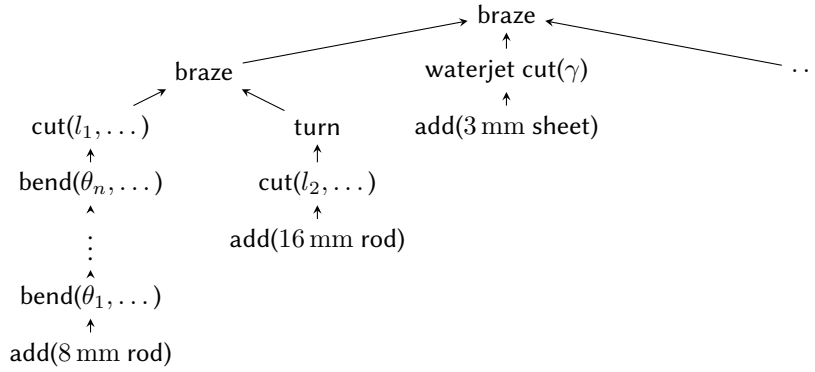 braze
braze
waterjet cut(γ)
. .
cut(l₁, . . . )
turn
add(3 mm sheet)
bend(θₙ, . . . )
cut(l₂, . . . )
⋮
add(16 mm rod)
bend(θ₁, . . . )
add(8 mm rod)